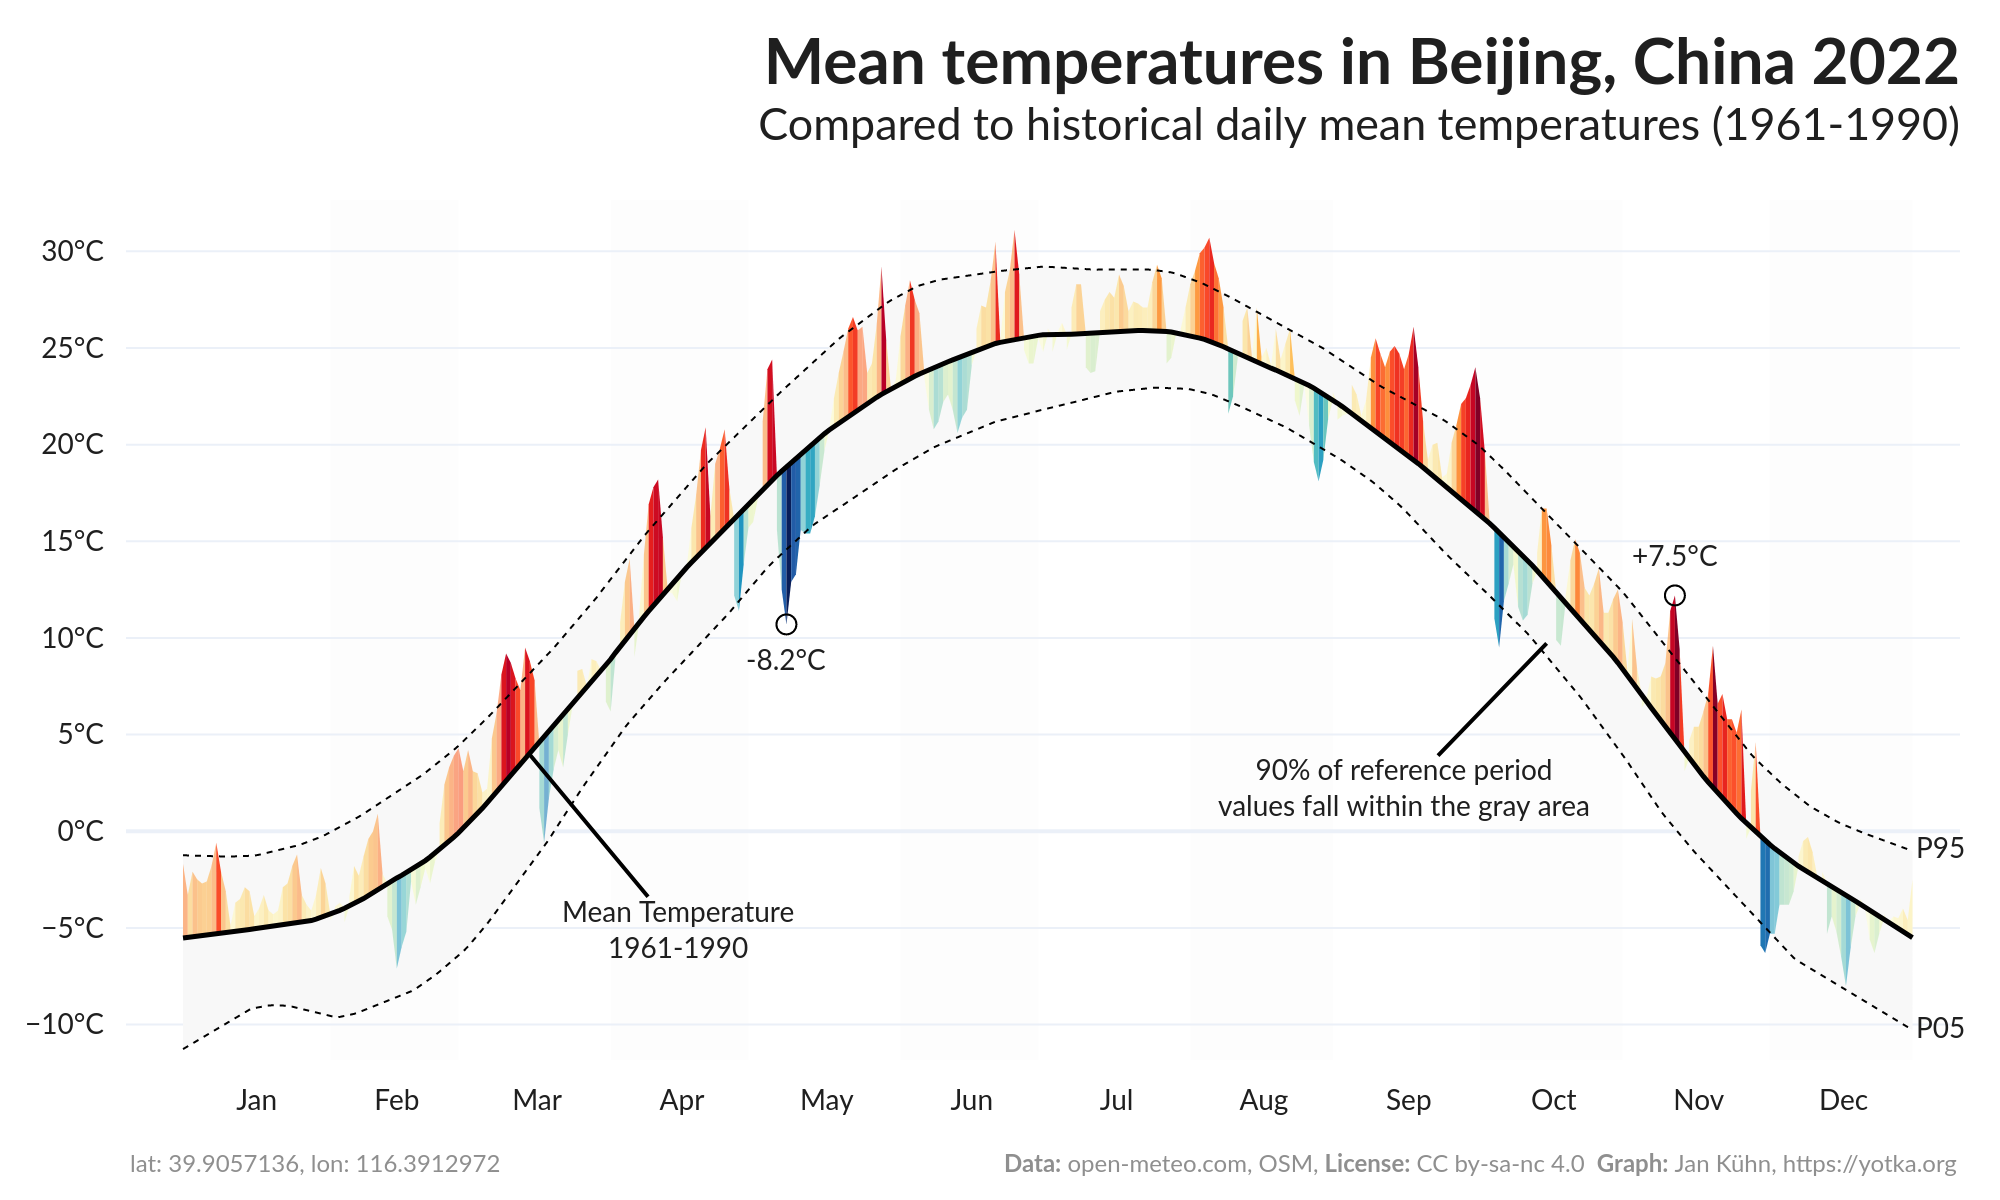 Mean temperatures in Beijing, China 2022
Compared to historical daily mean temperatures (1961-1990)
30°C
25°C
20°C
15°C
10°C
5°C
0°C
−5°C
−10°C
+7.5°C
-8.2°C
90% of reference period
values fall within the gray area
Mean Temperature
1961-1990
P95
P05
Jan Feb Mar Apr May Jun Jul Aug Sep Oct Nov Dec
lat: 39.9057136, lon: 116.3912972
Data: open-meteo.com, OSM, License: CC by-sa-nc 4.0 Graph: Jan Kühn, https://yotka.org